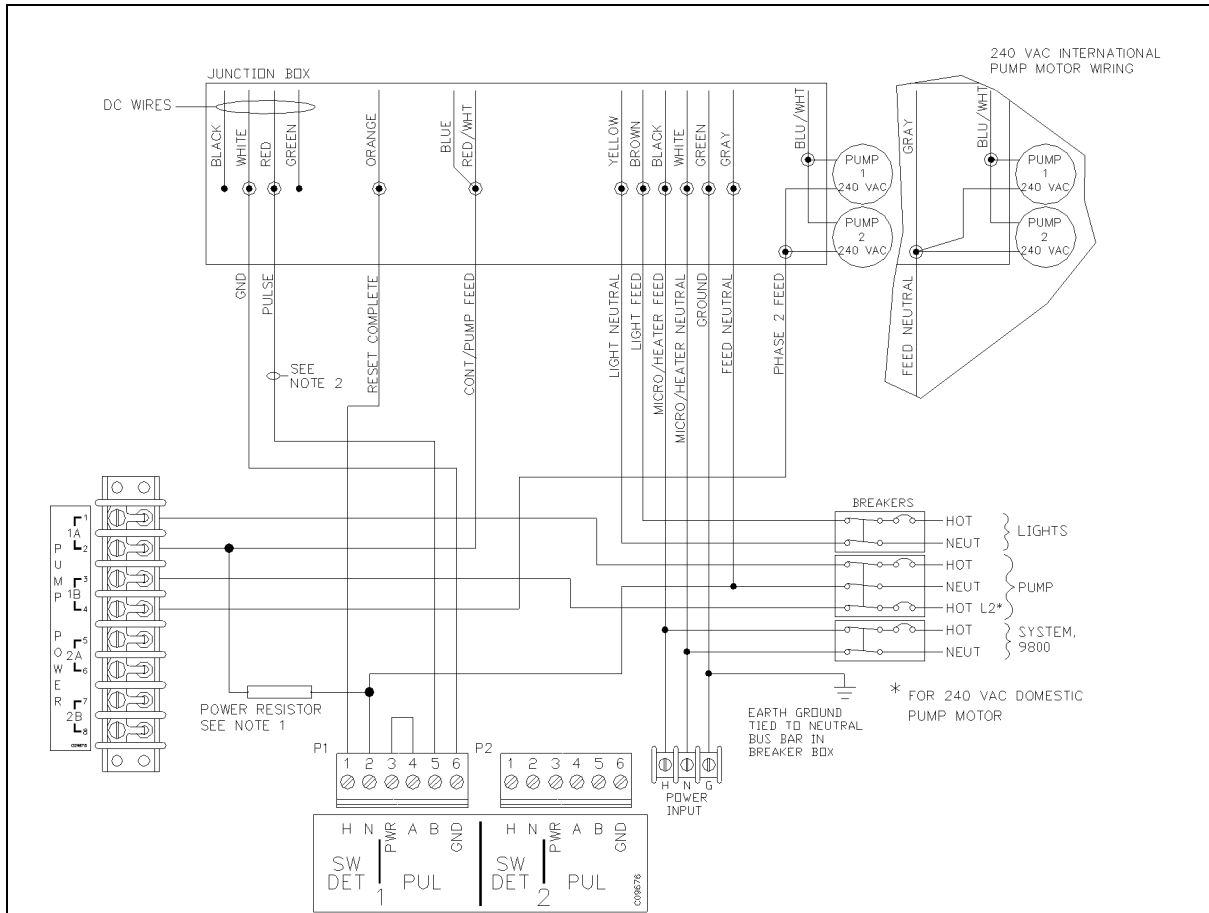 240 VAC INTERNATIONAL
PUMP MOTOR WIRING
JUNCTION BOX
DC WIRES
BLACK
WHITE
RED
GREEN
ORANGE
BLUE
RED/WHT
YELLOW
BROWN
BLACK
WHITE
GREEN
GRAY
BLU/WHT
PUMP
1
240 VAC
PUMP
2
240 VAC
GRAY
BLU/WHT
PUMP
1
240 VAC
PUMP
2
240 VAC
GND
PULSE
SEE
NOTE 2
RESET COMPLETE
CONT/PUMP FEED
LIGHT NEUTRAL
LIGHT FEED
MICRO/HEATER FEED
MICRO/HEATER NEUTRAL
GROUND
FEED NEUTRAL
PHASE 2 FEED
FEED NEUTRAL
BREAKERS
HOT
NEUT
LIGHTS
HOT
NEUT
HOT L2*
PUMP
HOT
NEUT
SYSTEM,
9800
* FOR 240 VAC DOMESTIC
PUMP MOTOR
PUMP POWER
1
1A
2
3
1B
4
5
2A
6
7
2B
8
C09675
POWER RESISTOR
SEE NOTE 1
EARTH GROUND
TIED TO NEUTRAL
BUS BAR IN
BREAKER BOX
P1
1 2 3 4 5 6
P2
1 2 3 4 5 6
H N G
POWER
INPUT
H N PWR A B GND
SW
DET
1
PUL
H N PWR A B GND
SW
DET
2
PUL
C09676